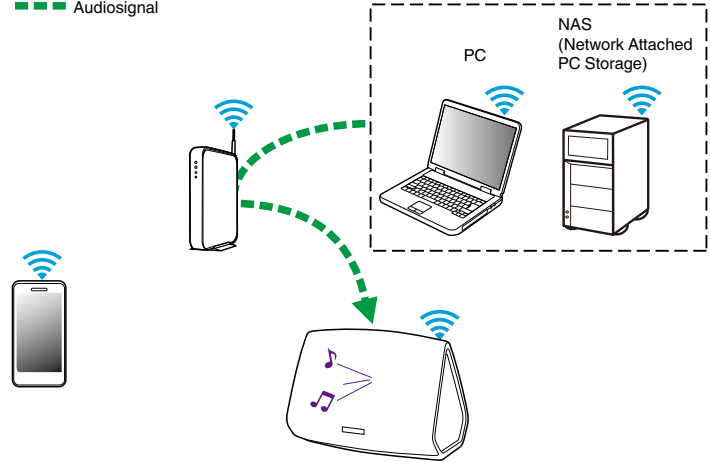 Audiosignal
PC
NAS
(Network Attached
PC Storage)